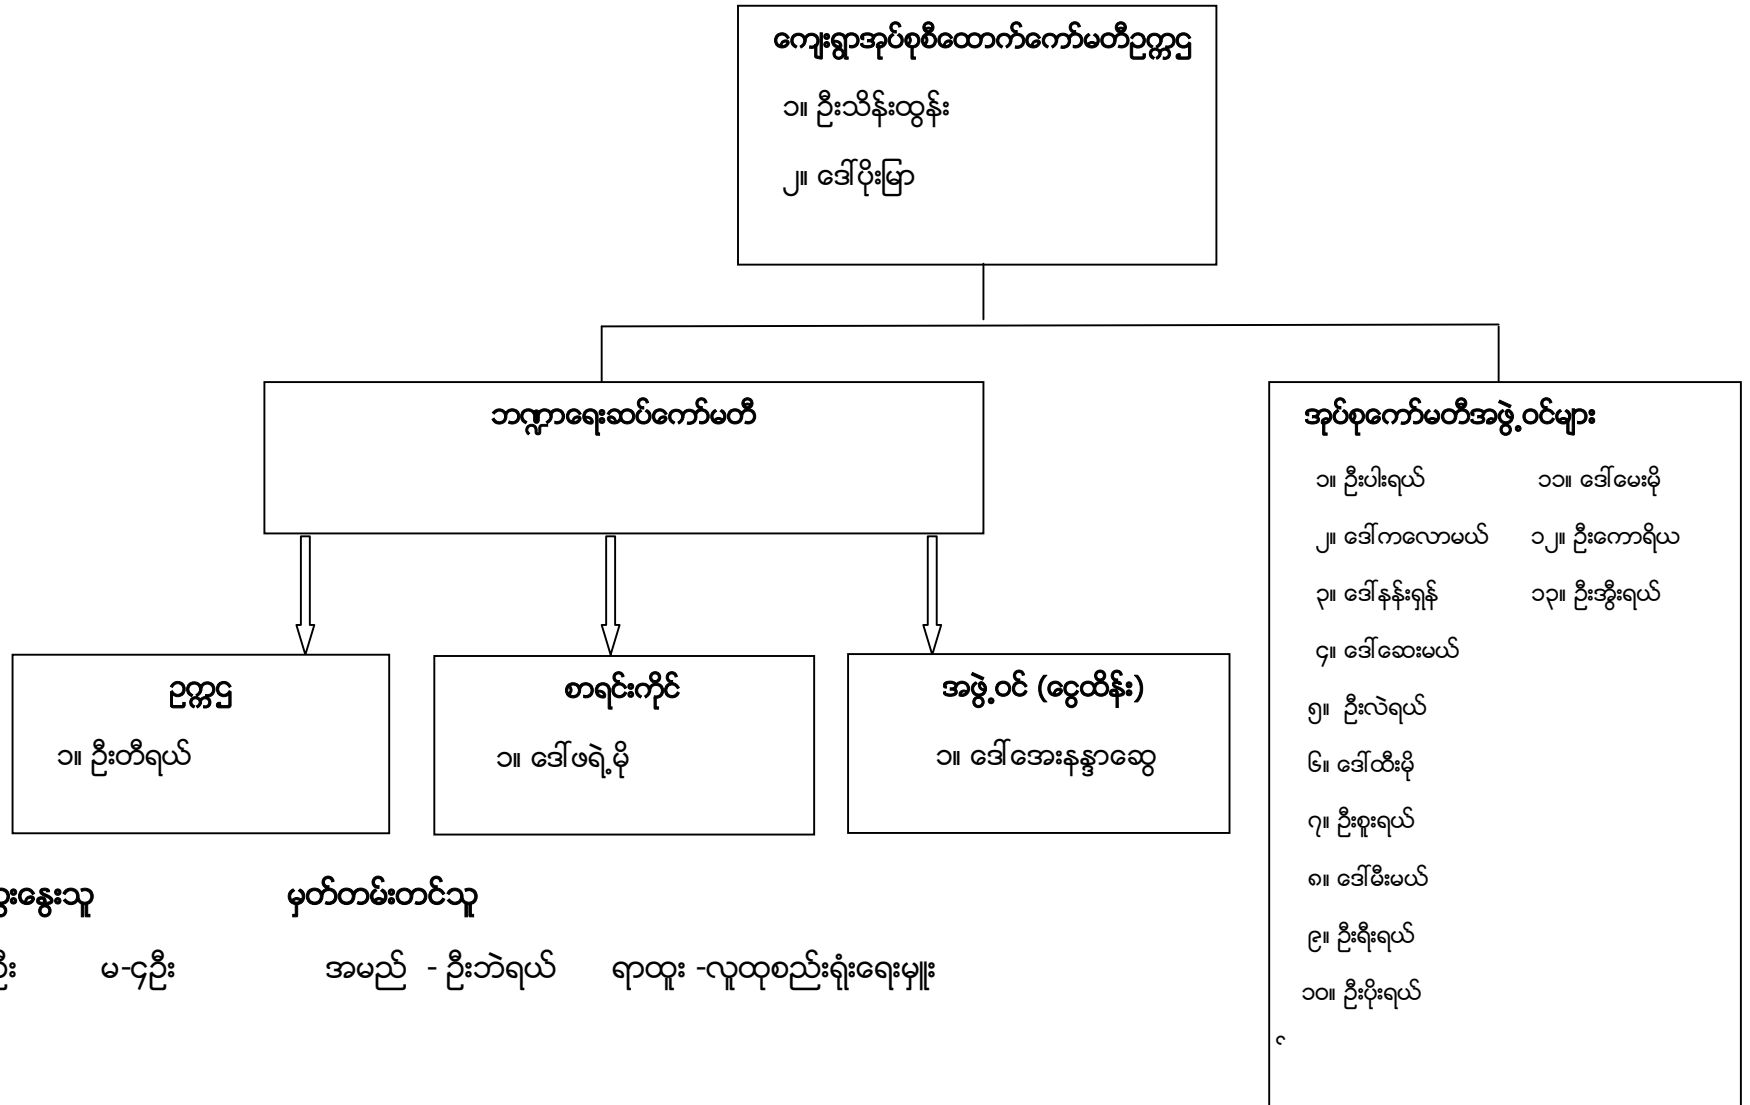 ကျေးရွာအုပ်စုစီထောက်ကော်မတီဥက္ကဌ
၁။ ဦးသိန်းထွန်း
၂။ ဒေါ်ပိုးမြာ
ဘဏ္ဍာရေးဆပ်ကော်မတီ
ဥက္ကဌ
၁။ ဦးတီရယ်
စာရင်းကိုင်
၁။ ဒေါ်ဖရဲ့မို
အဖွဲ့ဝင် (ငွေထိန်း)
၁။ ဒေါ်အေးနန္ဒာဆွေ
အုပ်စုကော်မတီအဖွဲ့ဝင်များ
၁။ ဦးပါးရယ် ၁၁။ ဒေါ်မေးမို
၂။ ဒေါ်ကလောမယ် ၁၂။ ဦးကောရိယ
၃။ ဒေါ်နန်းရှန် ၁၃။ ဦးအွီးရယ်
၄။ ဒေါ်ဆေးမယ်
၅။ ဦးလဲရယ်
၆။ ဒေါ်ထီးမို
၇။ ဦးစူးရယ်
၈။ ဒေါ်မီးမယ်
၉။ ဦးရီးရယ်
၁၀။ ဦးပိုးရယ်
မှတ်တမ်းတင်သူ
မ-၄ဦး အမည် - ဦးဘဲရယ် ရာထူး -လူထုစည်းရုံးရေးမှူး